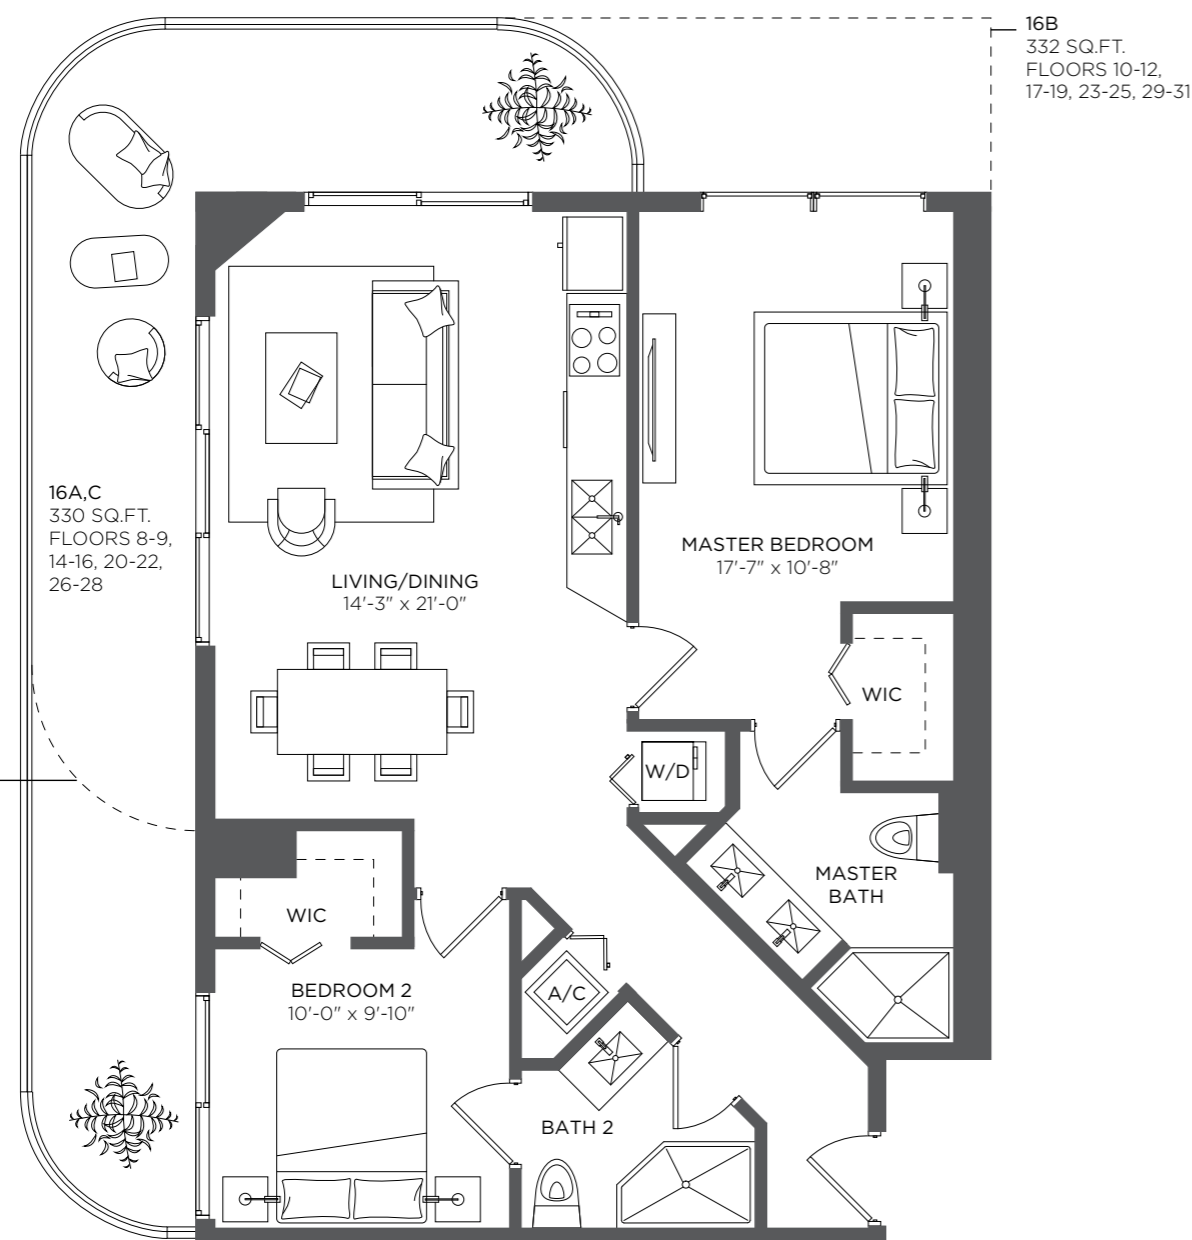 16B
332 SQ.FT.
FLOORS 10-12,
17-19, 23-25, 29-31
16A,C
330 SQ.FT.
FLOORS 8-9,
14-16, 20-22,
26-28
LIVING/DINING
14'-3" x 21'-0"
MASTER BEDROOM
17'-7" x 10'-8"
WIC
W/D
MASTER
BATH
WIC
BEDROOM 2
10'-0" x 9'-10"
A/C
BATH 2